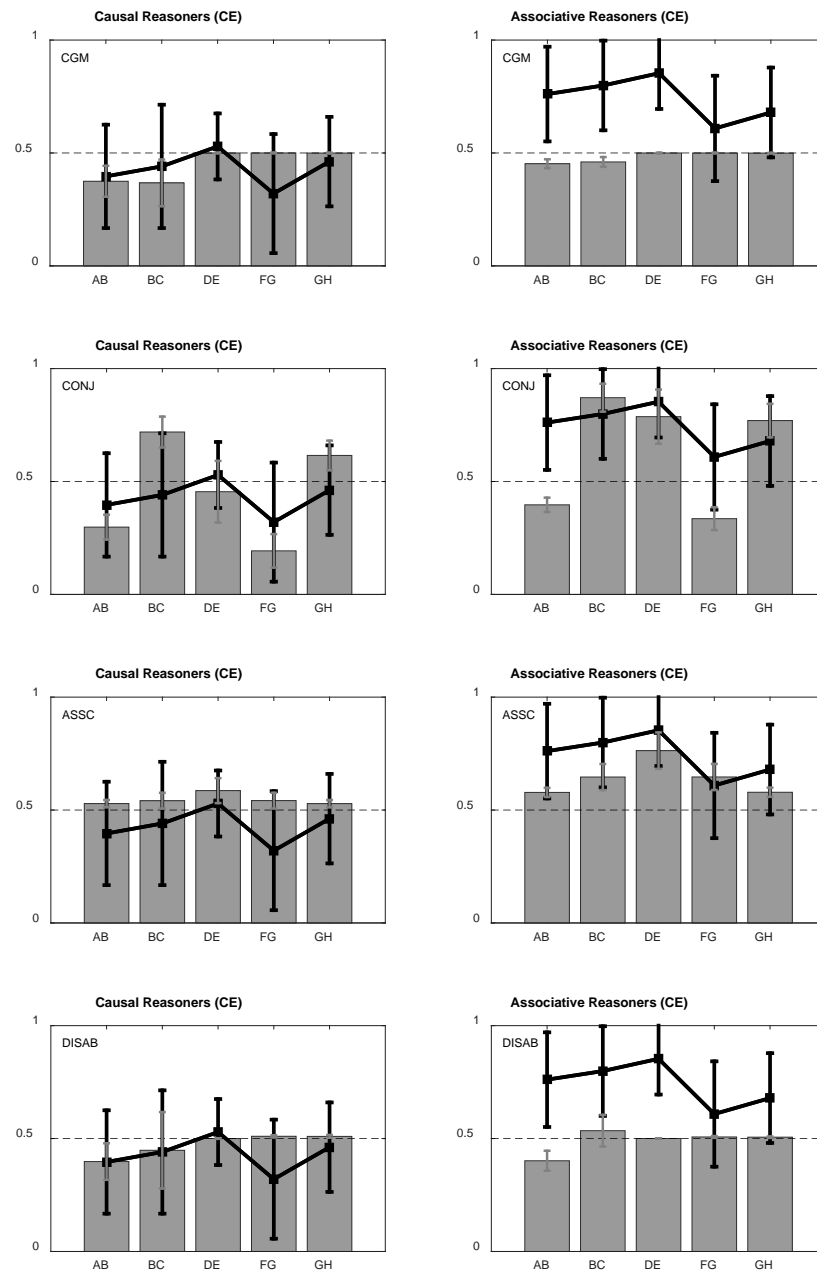 Causal Reasoners (CE)
1
CGM
0.5
0
AB BC DE FG GH
Associative Reasoners (CE)
1
CGM
0.5
0
AB BC DE FG GH
Causal Reasoners (CE)
1
CONJ
0.5
0
AB BC DE FG GH
Associative Reasoners (CE)
1
CONJ
0.5
0
AB BC DE FG GH
Causal Reasoners (CE)
1
ASSC
0.5
0
AB BC DE FG GH
Associative Reasoners (CE)
1
ASSC
0.5
0
AB BC DE FG GH
Causal Reasoners (CE)
1
DISAB
0.5
0
AB BC DE FG GH
Associative Reasoners (CE)
1
DISAB
0.5
0
AB BC DE FG GH